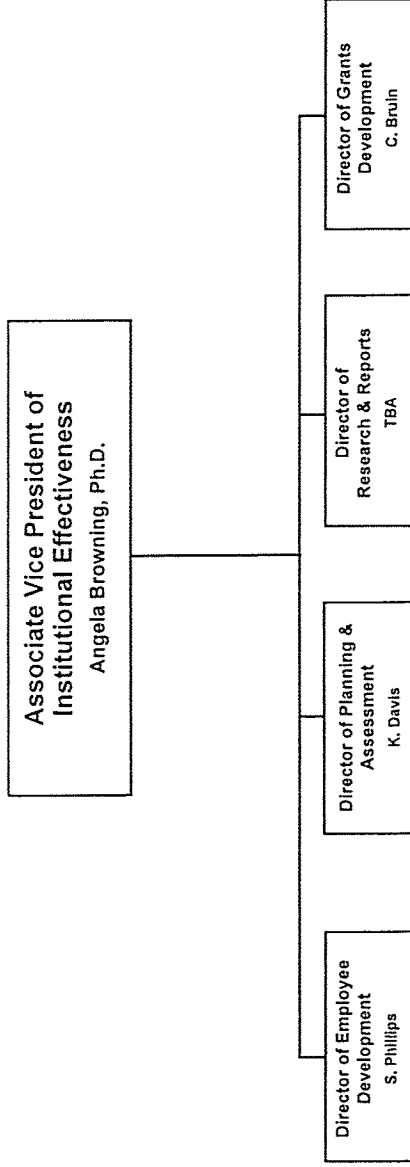 Associate Vice President of
Institutional Effectiveness
Angela Browning, Ph.D.
Director of Employee
Development
S. Phillips
Director of Planning &
Assessment
K. Davis
Director of
Research & Reports
TBA
Director of Grants
Development
C. Bruin